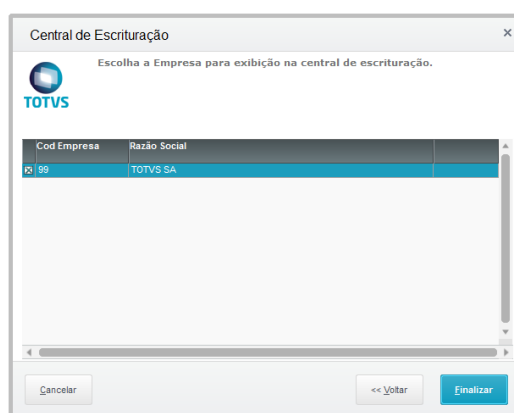 Central de Escrituração
Escolha a Empresa para exibição na central de escrituração.
TOTVS
Cod Empresa Razão Social
99 TOTVS SA
Cancelar << Voltar Finalizar